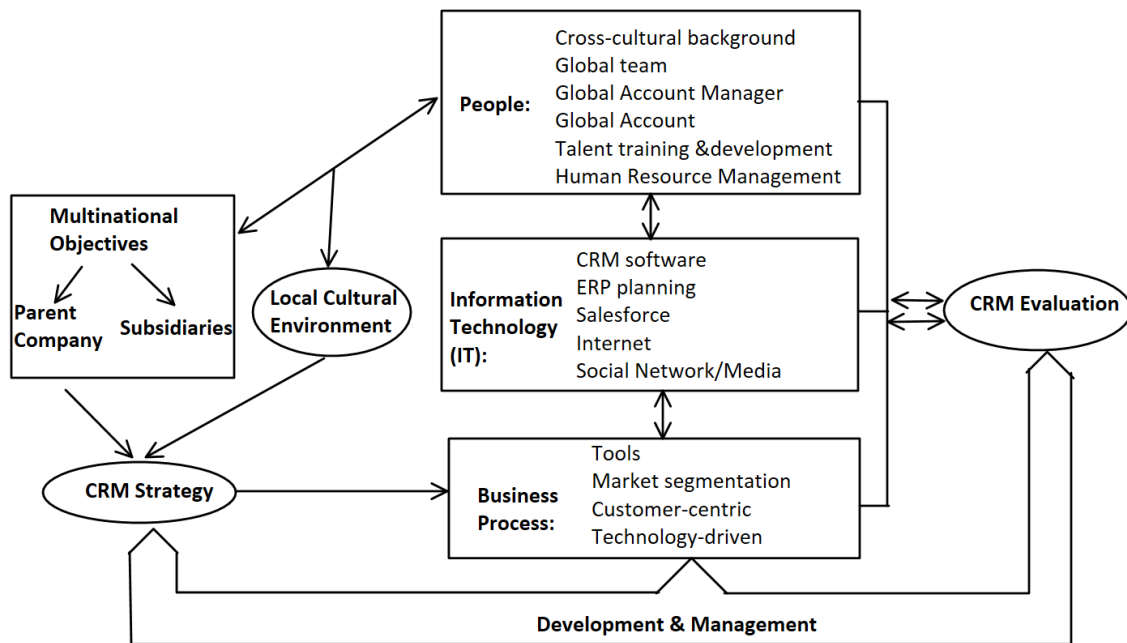 People:
Cross-cultural background
Global team
Global Account Manager
Global Account
Talent training &development
Human Resource Management
Multinational
Objectives
Parent
Company
Subsidiaries
Local Cultural
Environment
Information
Technology
(IT):
CRM software
ERP planning
Salesforce
Internet
Social Network/Media
CRM Evaluation
CRM Strategy
Business
Process:
Tools
Market segmentation
Customer-centric
Technology-driven
Development & Management